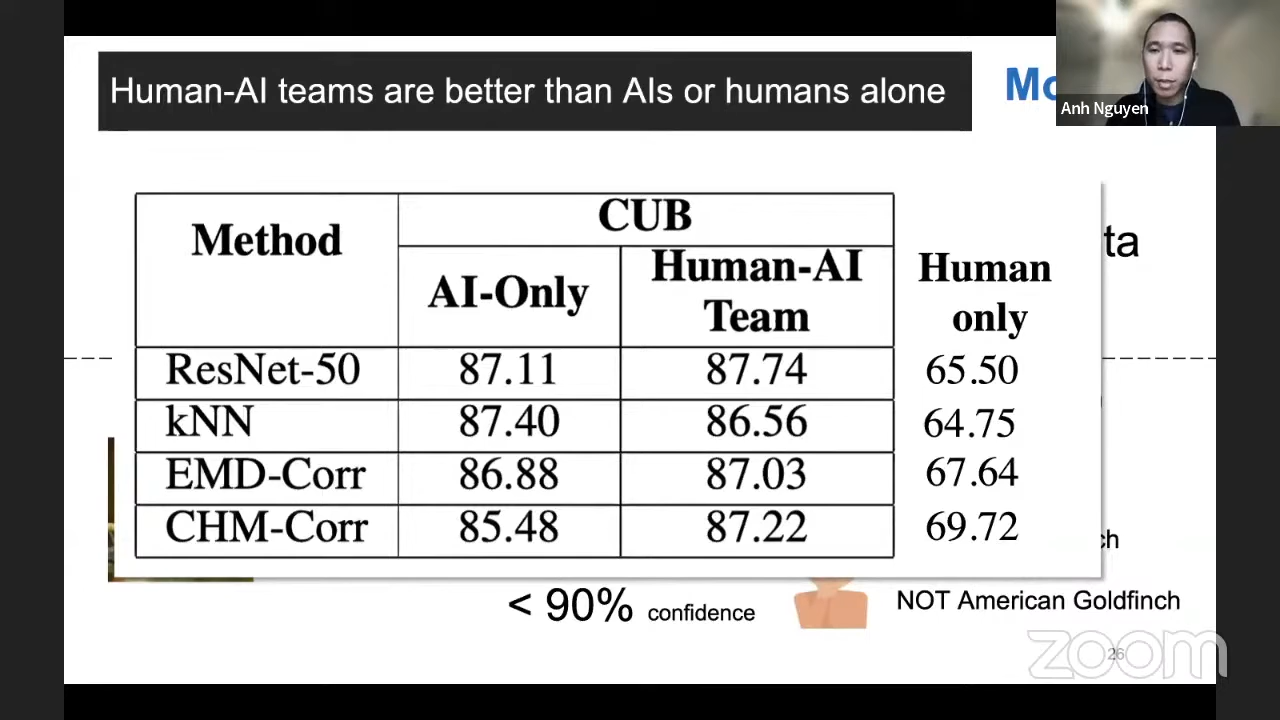 Human-AI teams are better than AIs or humans alone
Anh Nguyen
Method
CUB
AI-Only
Human-AI
Team
Human
only
ResNet-50 87.11 87.74 65.50
kNN 87.40 86.56 64.75
EMD-Corr 86.88 87.03 67.64
CHM-Corr 85.48 87.22 69.72
< 90% confidence
NOT American Goldfinch
zoom
26